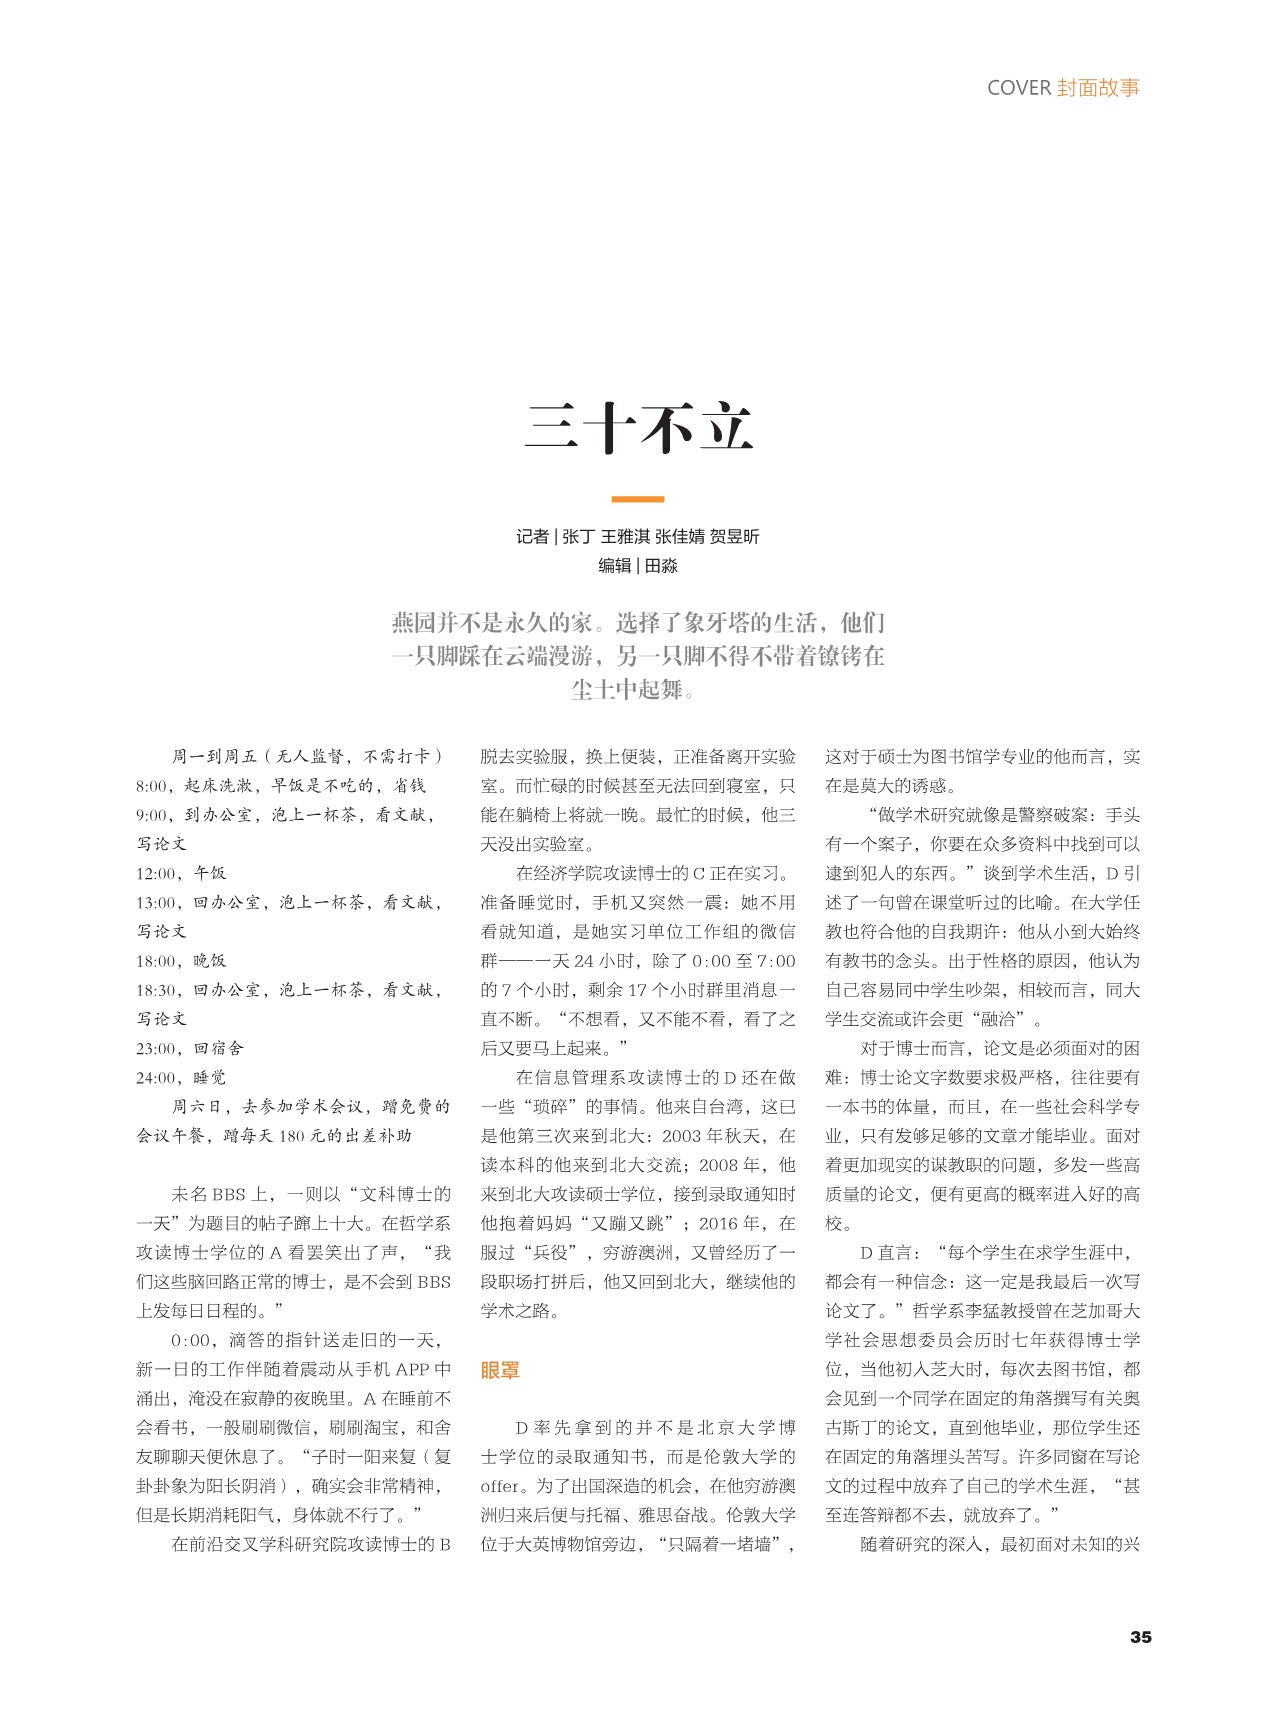 COVER 封面故事
三十不立
记者 | 张丁 王雅淇 张佳婧 贺昱昕
编辑 | 田淼
燕园并不是永久的家。选择了象牙塔的生活，他们
一只脚踩在云端漫游，另一只脚不得不带着镣铐在
尘土中起舞。
周一到周五（无人监督，不需打卡）
8:00，起床洗漱，早饭是不吃的，省钱
9:00，到办公室，泡上一杯茶，看文献，
写论文
12:00，午饭
13:00，回办公室，泡上一杯茶，看文献，
写论文
18:00，晚饭
18:30，回办公室，泡上一杯茶，看文献，
写论文
23:00，回宿舍
24:00，睡觉
周六日，去参加学术会议，蹭免费的
会议午餐，蹭每天 180 元的出差补助
未名 BBS 上，一则以“文科博士的
一天”为题目的帖子蹿上十大。在哲学系
攻读博士学位的 A 看罢笑出了声，“我
们这些脑回路正常的博士，是不会到 BBS
上发每日日程的。”
0:00，滴答的指针送走旧的一天，
新一日的工作伴随着震动从手机 APP 中
涌出，淹没在寂静的夜晚里。A 在睡前不
会看书，一般刷刷微信，刷刷淘宝，和舍
友聊聊天便休息了。“子时一阳来复（复
卦卦象为阳长阴消），确实会非常精神，
但是长期消耗阳气，身体就不行了。”
在前沿交叉学科研究院攻读博士的 B
脱去实验服，换上便装，正准备离开实验
室。而忙碌的时候甚至无法回到寝室，只
能在躺椅上将就一晚。最忙的时候，他三
天没出实验室。
在经济学院攻读博士的 C 正在实习。
准备睡觉时，手机又突然一震：她不用
看就知道，是她实习单位工作组的微信
群——一天 24 小时，除了 0:00 至 7:00
的 7 个小时，剩余 17 个小时群里消息一
直不断。“不想看，又不能不看，看了之
后又要马上起来。”
在信息管理系攻读博士的 D 还在做
一些“琐碎”的事情。他来自台湾，这已
是他第三次来到北大：2003 年秋天，在
读本科的他来到北大交流；2008 年，他
来到北大攻读硕士学位，接到录取通知时
他抱着妈妈“又蹦又跳”；2016 年，在
服过“兵役”，穷游澳洲，又曾经历了一
段职场打拼后，他又回到北大，继续他的
学术之路。
眼罩
D 率先拿到的并不是北京大学博
士学位的录取通知书，而是伦敦大学的
offer。为了出国深造的机会，在他穷游澳
洲归来后便与托福、雅思奋战。伦敦大学
位于大英博物馆旁边，“只隔着一堵墙”，
这对于硕士为图书馆学专业的他而言，实
在是莫大的诱惑。
“做学术研究就像是警察破案：手头
有一个案子，你要在众多资料中找到可以
逮到犯人的东西。”谈到学术生活，D 引
述了一句曾在课堂听过的比喻。在大学任
教也符合他的自我期许：他从小到大始终
有教书的念头。出于性格的原因，他认为
自己容易同中学生吵架，相较而言，同大
学生交流或许会更“融洽”。
对于博士而言，论文是必须面对的困
难：博士论文字数要求极严格，往往要有
一本书的体量，而且，在一些社会科学专
业，只有发够足够的文章才能毕业。面对
着更加现实的谋教职的问题，多发一些高
质量的论文，便有更高的概率进入好的高
校。
D 直言：“每个学生在求学生涯中，
都会有一种信念：这一定是我最后一次写
论文了。”哲学系李猛教授曾在芝加哥大
学社会思想委员会历时七年获得博士学
位，当他初入芝大时，每次去图书馆，都
会见到一个同学在固定的角落撰写有关奥
古斯丁的论文，直到他毕业，那位学生还
在固定的角落埋头苦写。许多同窗在写论
文的过程中放弃了自己的学术生涯，“甚
至连答辩都不去，就放弃了。”
随着研究的深入，最初面对未知的兴
35